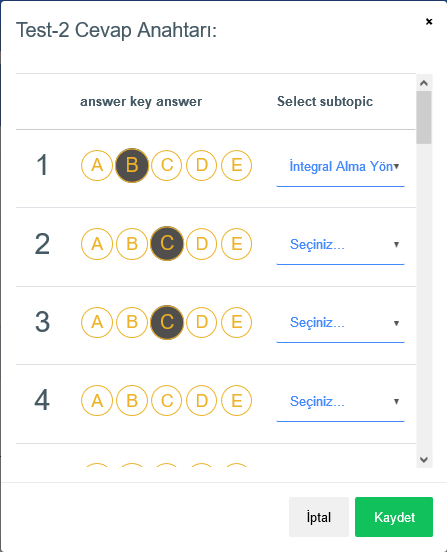 Test-2 Cevap Anahtarı: ×
answer key answer Select subtopic
1 A B C D E İntegral Alma Yön
2 A B C D E Seçiniz...
3 A B C D E Seçiniz...
4 A B C D E Seçiniz...
İptal Kaydet